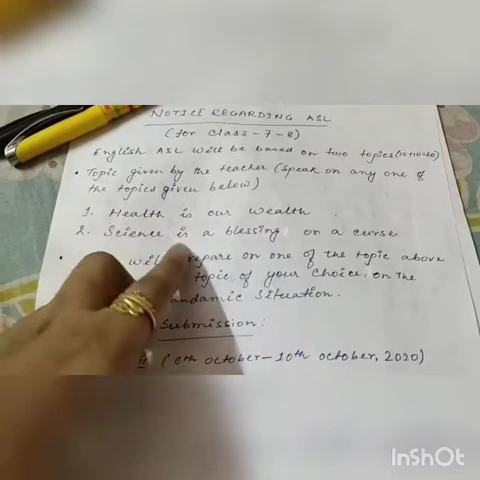 NOTICE REGARDING ASL
(for class-7-8)
English ASL will be based on two topics(10+10=20)
• Topic given by the teacher (speak on any one of
the topics given below)
1. Health is our wealth.
2. Science is a blessing on a curse.
will prepare on one of the topic above
topic of your choice, on the
andamic situation.
Submission:
(6th october-10th october, 2020)
InShOt